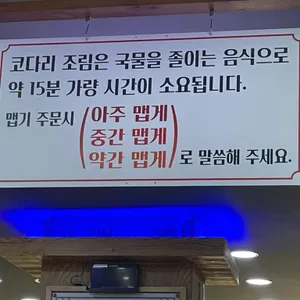 코다리 조림은 국물을 졸이는 음식으로
약 15분 가량 시간이 소요됩니다.
맵기 주문시 (아주 맵게
중간 맵게
약간 맵게)로 말씀해 주세요.